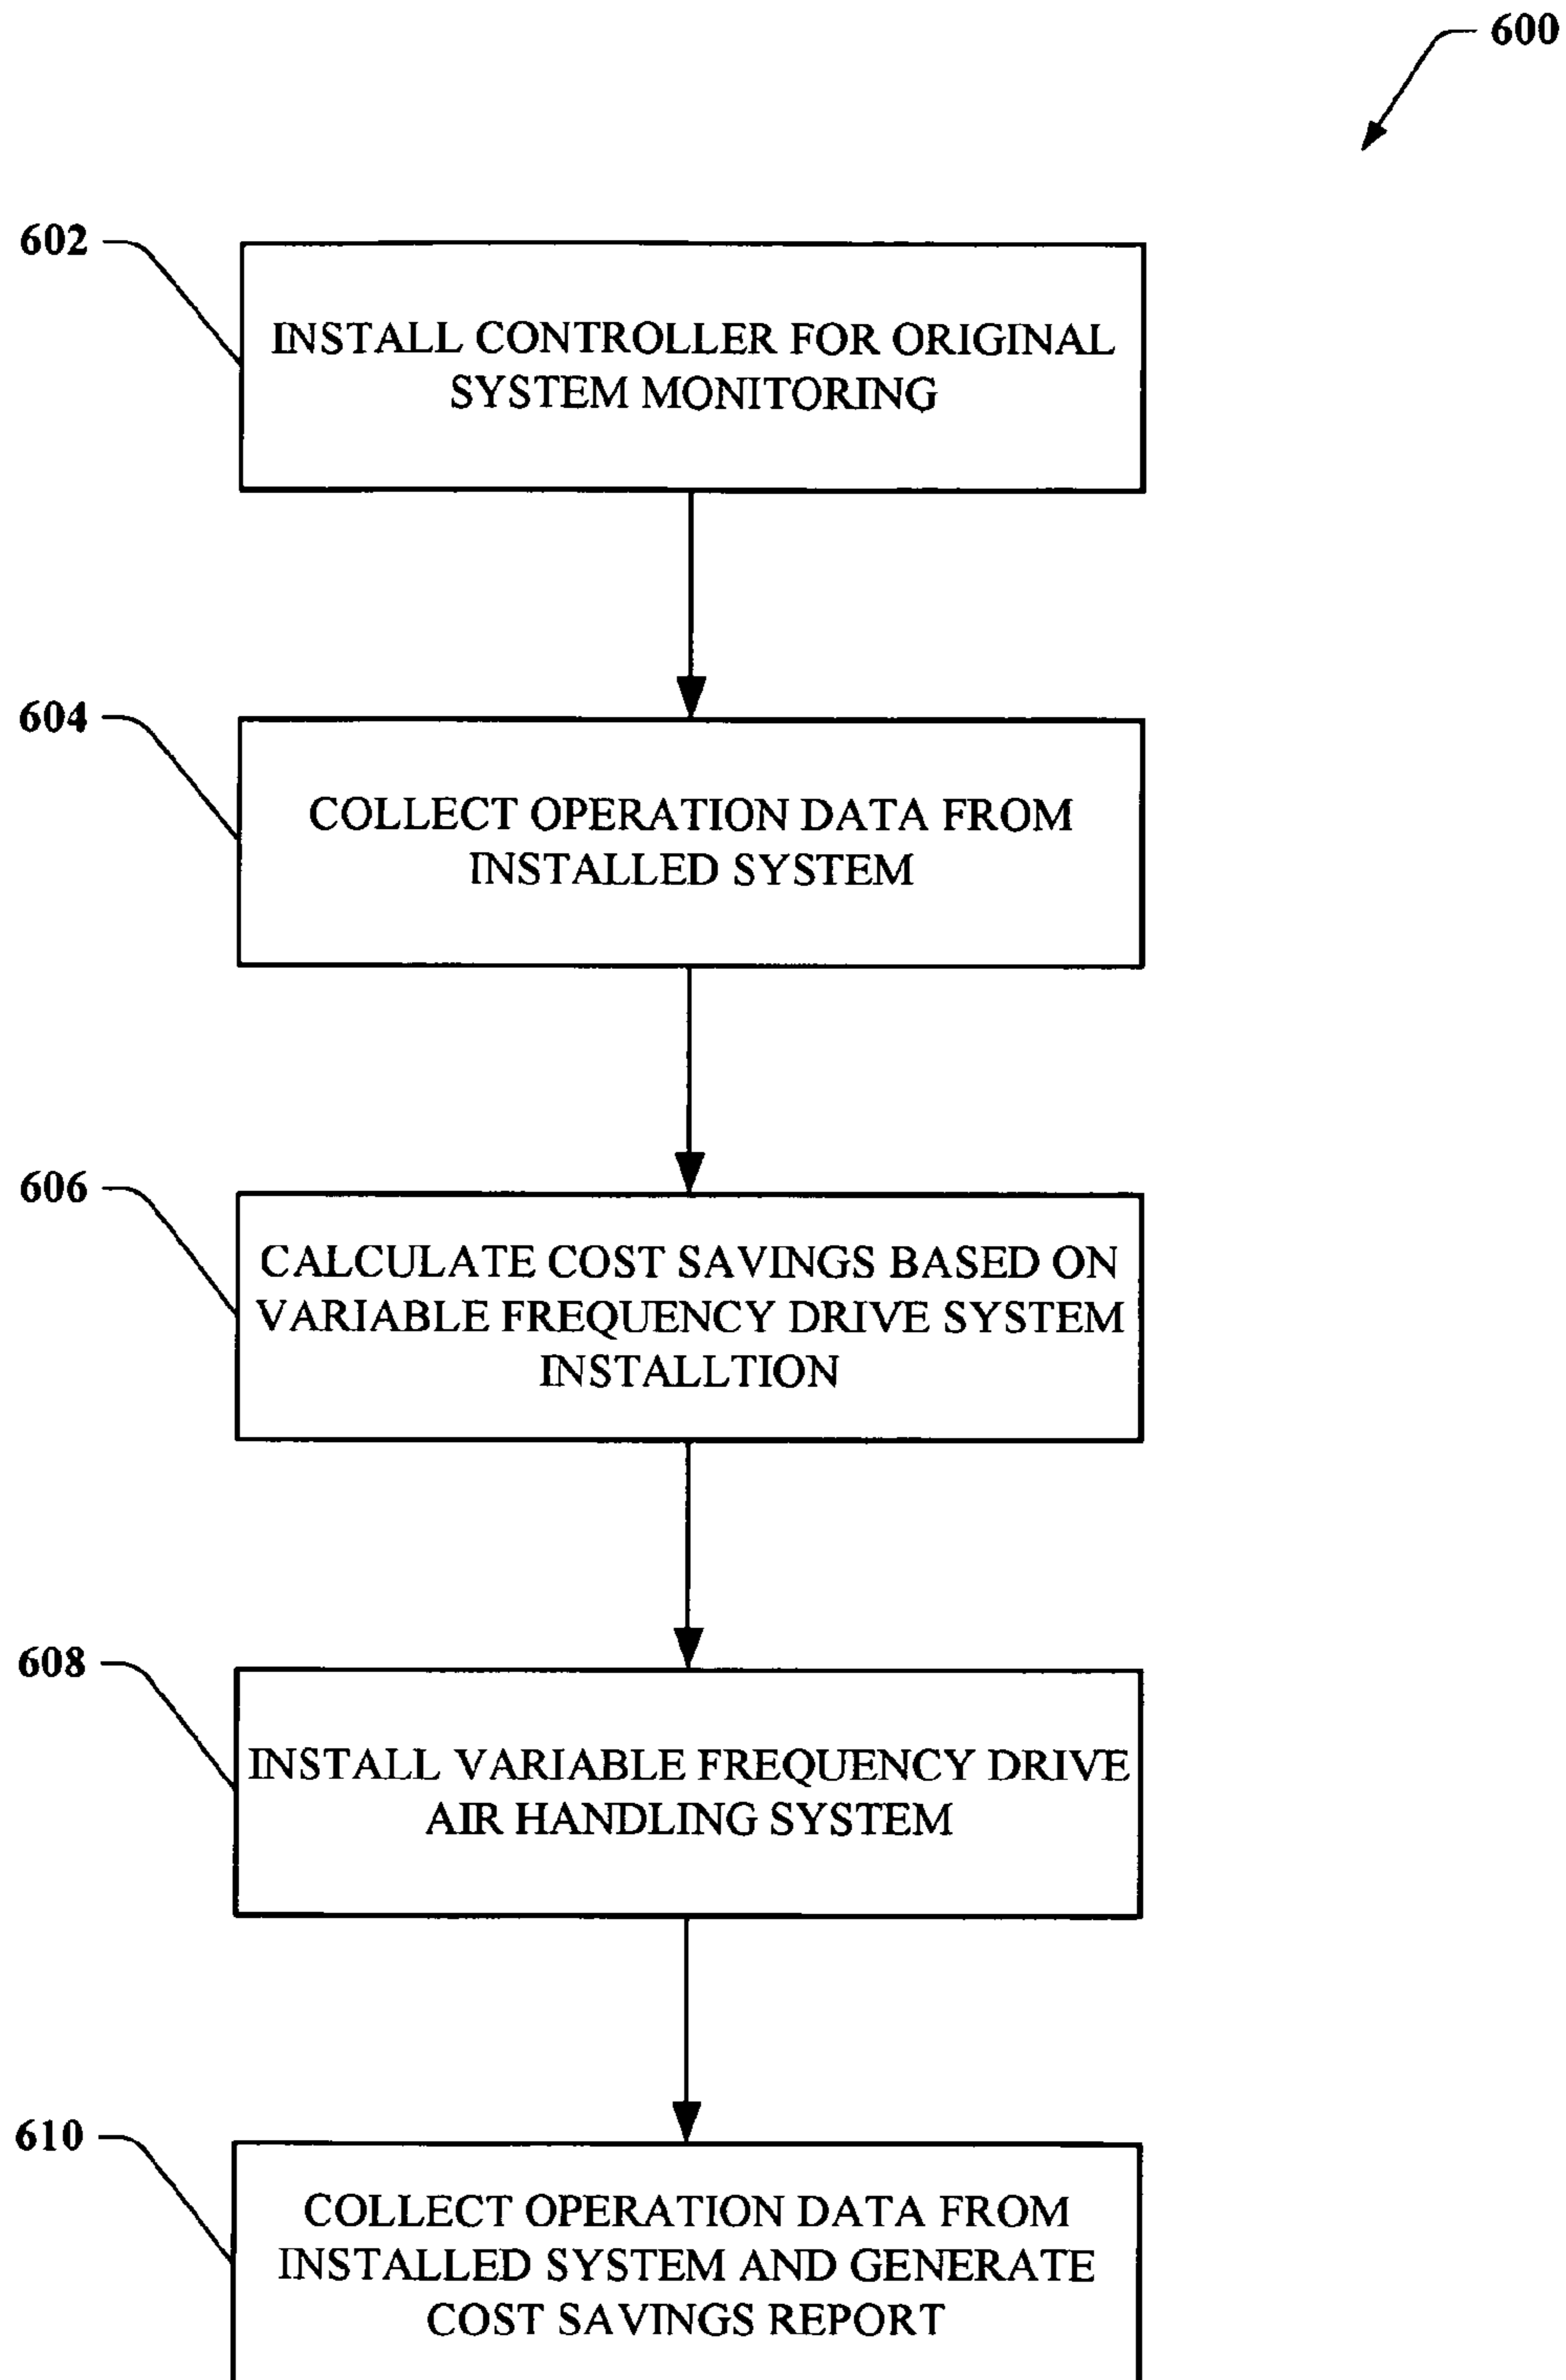 600
602
INSTALL CONTROLLER FOR ORIGINAL
SYSTEM MONITORING
604
COLLECT OPERATION DATA FROM
INSTALLED SYSTEM
606
CALCULATE COST SAVINGS BASED ON
VARIABLE FREQUENCY DRIVE SYSTEM
INSTALLTION
608
INSTALL VARIABLE FREQUENCY DRIVE
AIR HANDLING SYSTEM
610
COLLECT OPERATION DATA FROM
INSTALLED SYSTEM AND GENERATE
COST SAVINGS REPORT